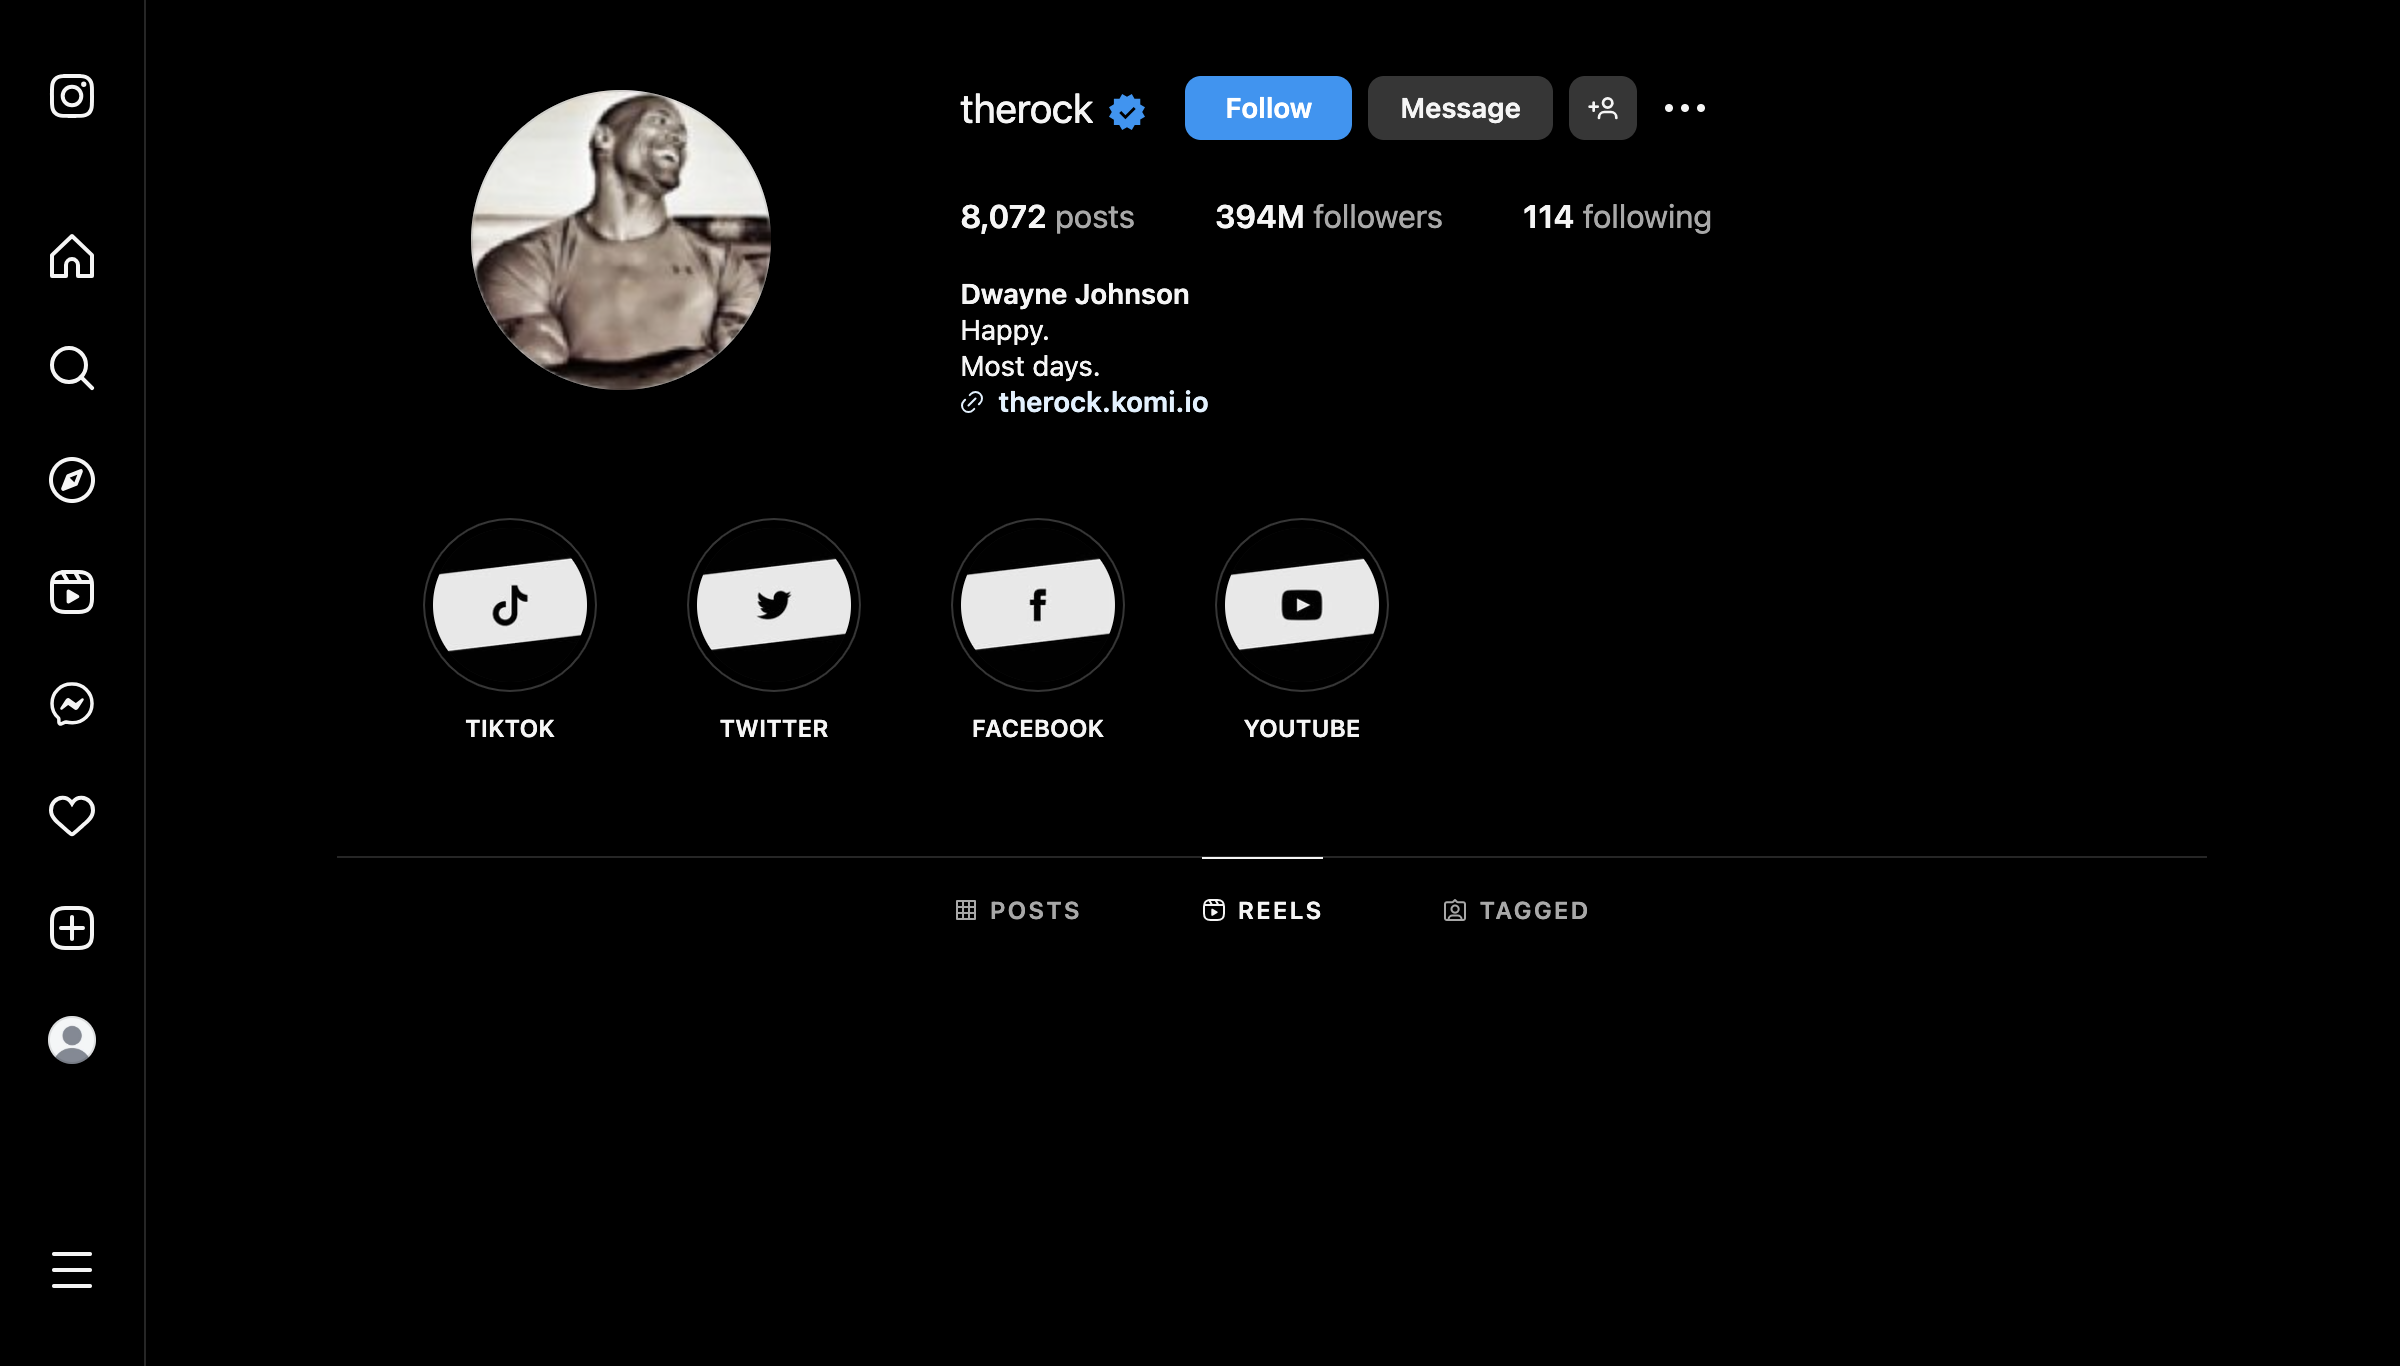 therock Follow Message
8,072 posts 394M followers 114 following
Dwayne Johnson
Happy.
Most days.
therock.komi.io
TIKTOK TWITTER FACEBOOK YOUTUBE
POSTS REELS TAGGED